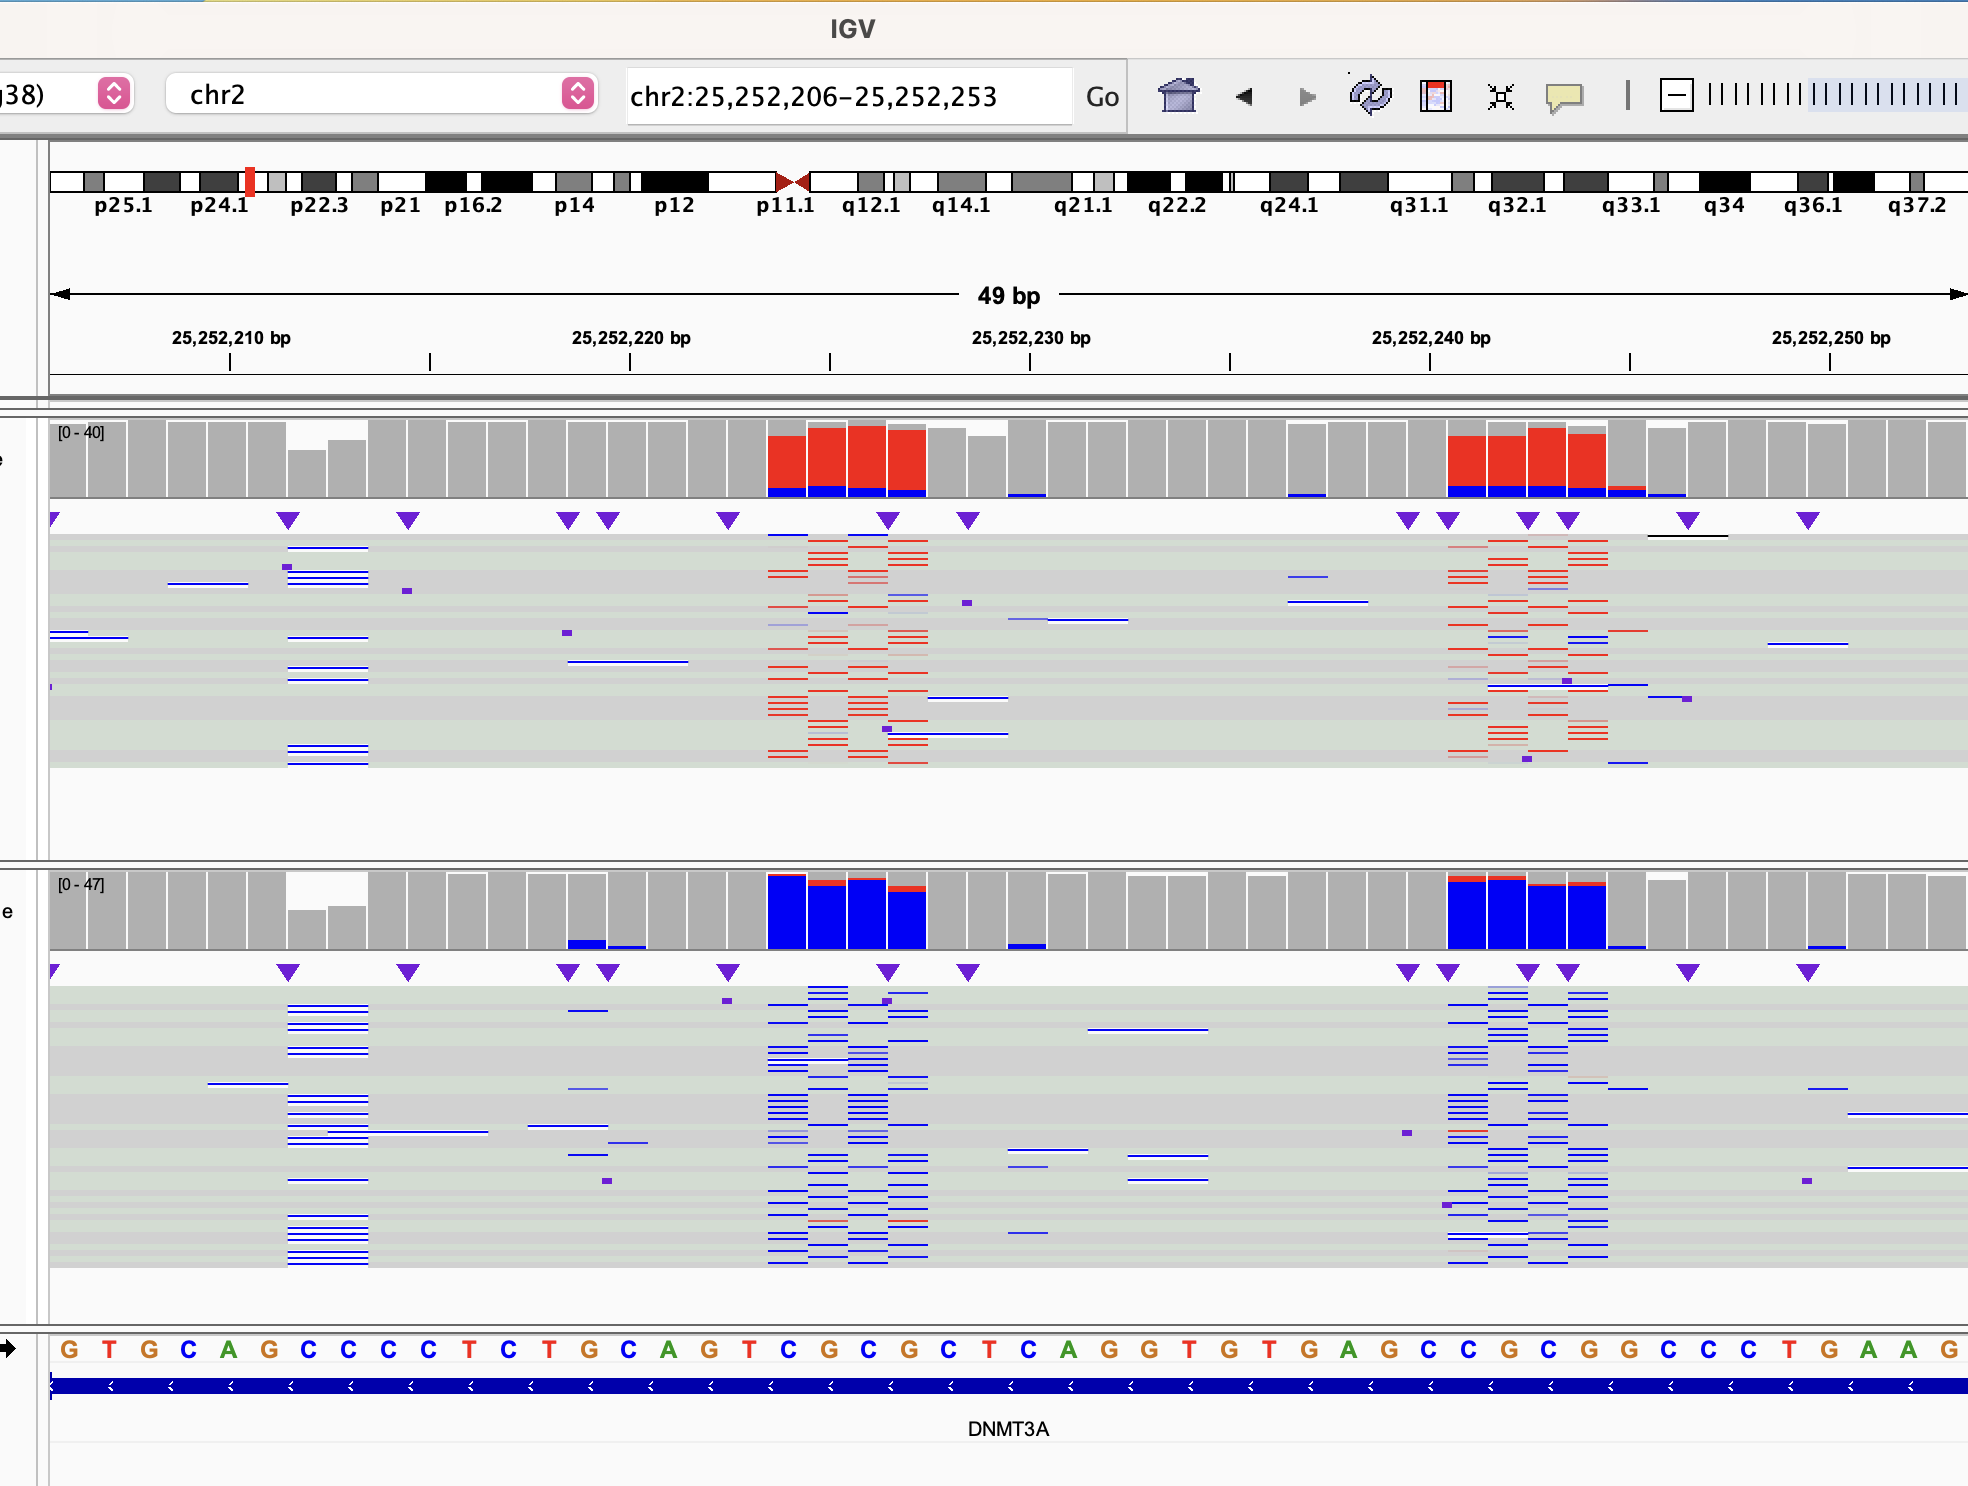 IGV
g38)
chr2
chr2:25,252,206-25,252,253
Go
p25.1 p24.1 p22.3 p21 p16.2 p14 p12 p11.1 q12.1 q14.1 q21.1 q22.2 q24.1 q31.1 q32.1 q33.1 q34 q36.1 q37.2
49 bp
25,252,210 bp 25,252,220 bp 25,252,230 bp 25,252,240 bp 25,252,250 bp
[0 - 40]
e
[0 - 47]
e
G T G C A G C C C C T C T G C A G T C G C G C T C A G G T G T G A G C C G C G G C C C T G A A G
DNMT3A